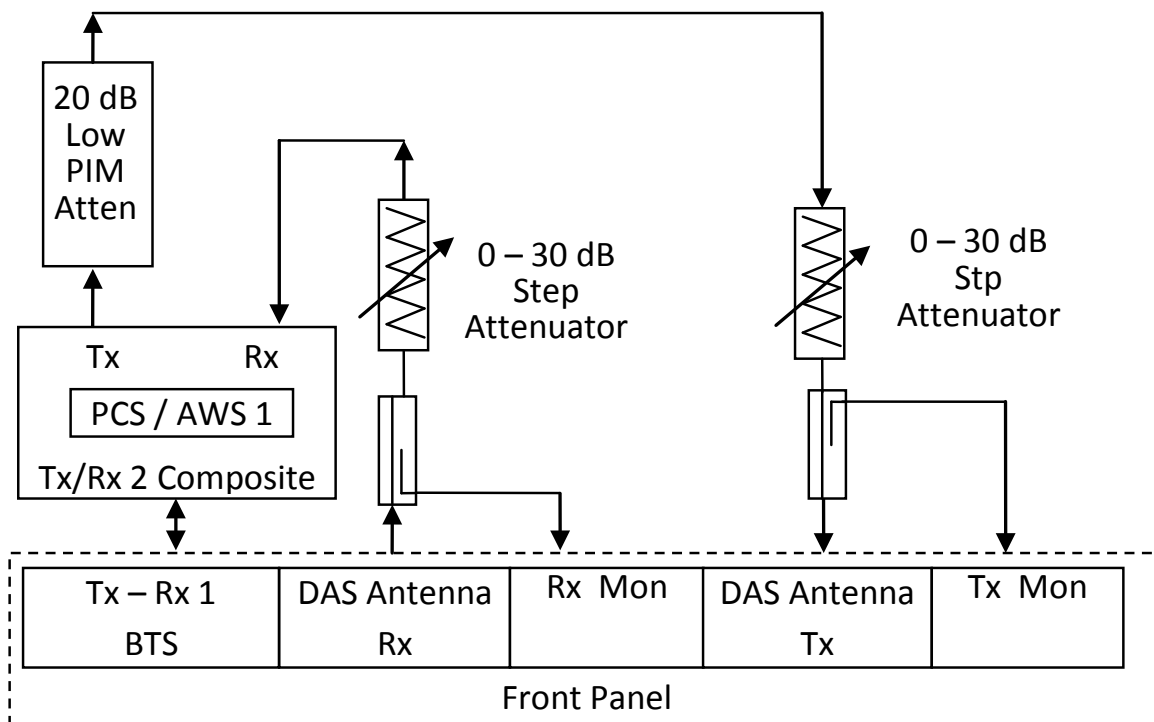 20 dB
Low
PIM
Atten
0 – 30 dB
Step
Attenuator
0 – 30 dB
Stp
Attenuator
Tx Rx
PCS / AWS 1
Tx/Rx 2 Composite
Tx – Rx 1
BTS
DAS Antenna
Rx
Rx Mon
DAS Antenna
Tx
Tx Mon
Front Panel